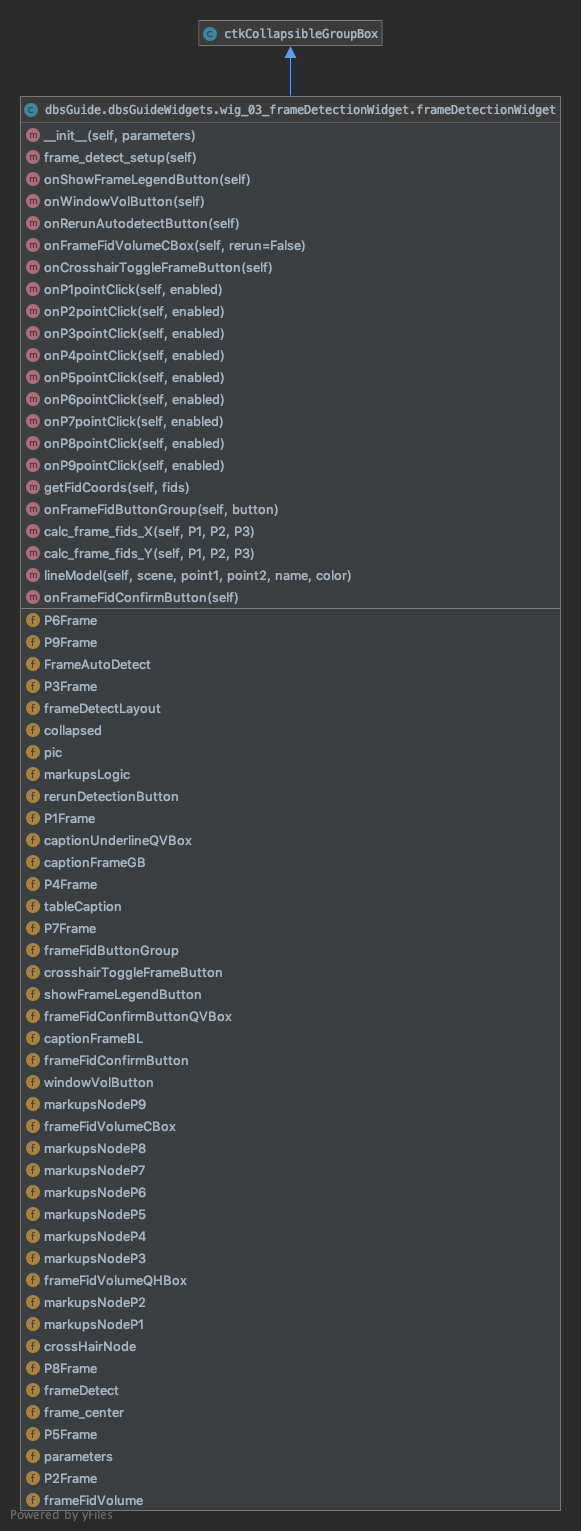 ctkCollapsibleGroupBox
dbsGuide.dbsGuideWidgets.wig_03_frameDetectionWidget.frameDetectionWidget
__init__(self, parameters)
frame_detect_setup(self)
onShowFrameLegendButton(self)
onWindowVolButton(self)
onRerunAutodetectButton(self)
onFrameFidVolumeCBox(self, rerun=False)
onCrosshairToggleFrameButton(self)
onP1pointClick(self, enabled)
onP2pointClick(self, enabled)
onP3pointClick(self, enabled)
onP4pointClick(self, enabled)
onP5pointClick(self, enabled)
onP6pointClick(self, enabled)
onP7pointClick(self, enabled)
onP8pointClick(self, enabled)
onP9pointClick(self, enabled)
getFidCoords(self, fids)
onFrameFidButtonGroup(self, button)
calc_frame_fids_X(self, P1, P2, P3)
calc_frame_fids_Y(self, P1, P2, P3)
lineModel(self, scene, point1, point2, name, color)
onFrameFidConfirmButton(self)
P6Frame
P9Frame
FrameAutoDetect
P3Frame
frameDetectLayout
collapsed
pic
markupsLogic
rerunDetectionButton
P1Frame
captionUnderlineQVBox
captionFrameGB
P4Frame
tableCaption
P7Frame
frameFidButtonGroup
crosshairToggleFrameButton
showFrameLegendButton
frameFidConfirmButtonQVBox
captionFrameBL
frameFidConfirmButton
windowVolButton
markupsNodeP9
frameFidVolumeCBox
markupsNodeP8
markupsNodeP7
markupsNodeP6
markupsNodeP5
markupsNodeP4
markupsNodeP3
frameFidVolumeQHBox
markupsNodeP2
markupsNodeP1
crossHairNode
P8Frame
frameDetect
frame_center
P5Frame
parameters
P2Frame
frameFidVolume
Powered by yFiles